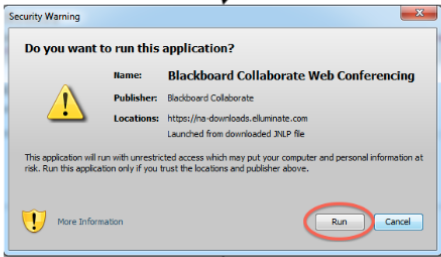 Security Warning
Do you want to run this application?
Name: Blackboard Collaborate Web Conferencing
Publisher: Blackboard Collaborate
Locations: https://na-downloads.elluminate.com
Launched from downloaded JNLP file
This application will run with unrestricted access which may put your computer and personal information at
risk. Run this application only if you trust the locations and publisher above.
More Information
Run
Cancel